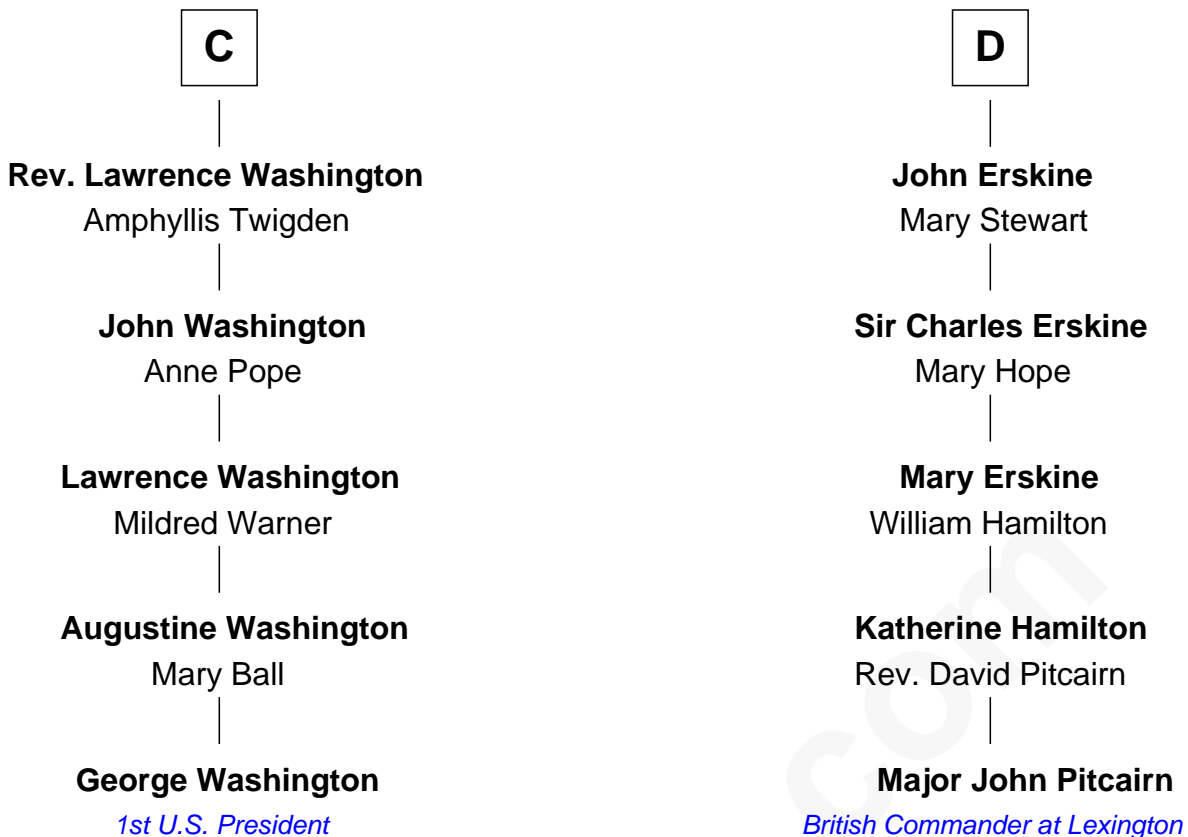 C
Rev. Lawrence Washington
Amphyllis Twigden
John Washington
Anne Pope
Lawrence Washington
Mildred Warner
Augustine Washington
Mary Ball
George Washington
1st U.S. President
D
John Erskine
Mary Stewart
Sir Charles Erskine
Mary Hope
Mary Erskine
William Hamilton
Katherine Hamilton
Rev. David Pitcairn
Major John Pitcairn
British Commander at Lexington
com